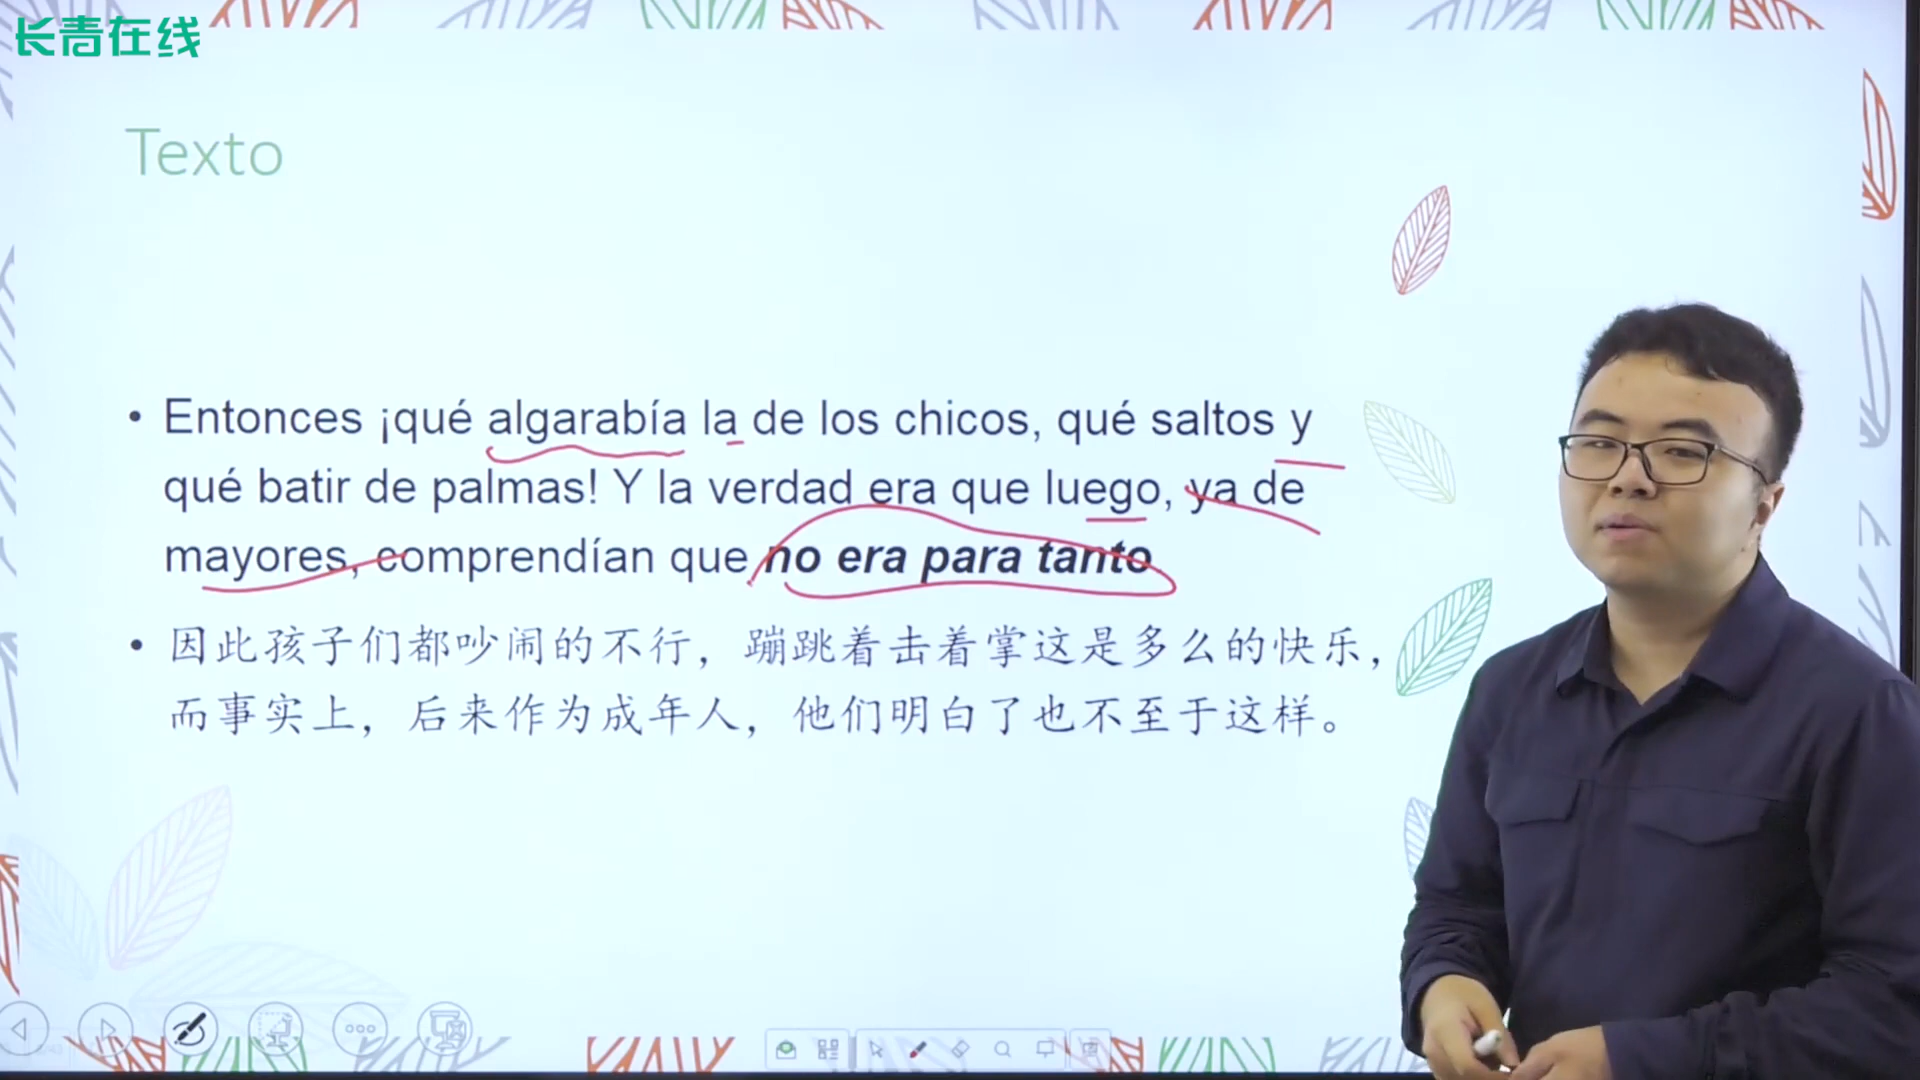 长青在线
Texto
• Entonces ¡qué algarabía la de los chicos, qué saltos y
qué batir de palmas! Y la verdad era que luego, ya de
mayores, comprendían que no era para tanto
• 因此孩子们都吵闹的不行，蹦跳着击着掌这是多么的快乐，
而事实上，后来作为成年人，他们明白了也不至于这样。